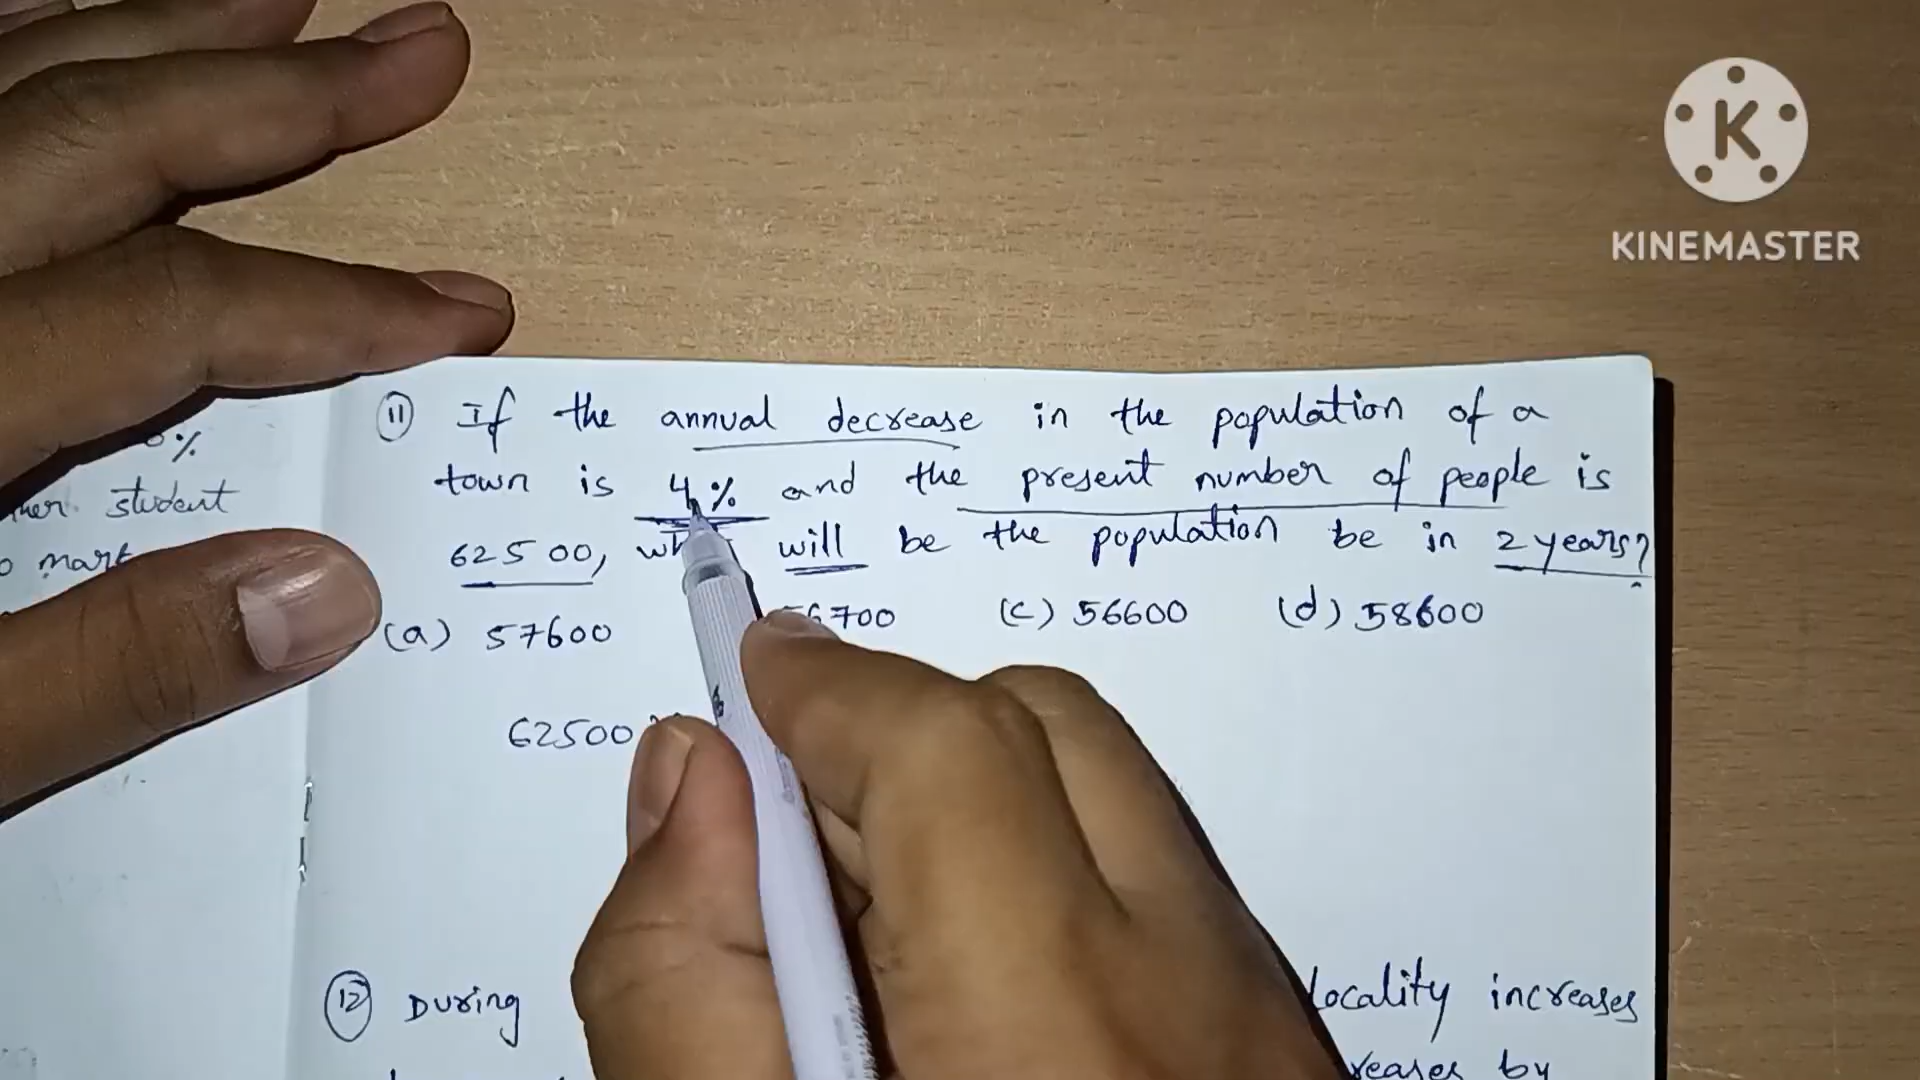 KINEMASTER
(11) If the annual decrease in the population of a
town is 4% and the present number of people is
62500, will be the population be in 2 years?
(a) 57600 56700 (c) 56600 (d) 58600
62500
0%
student
mark
(12) During locality increases
by